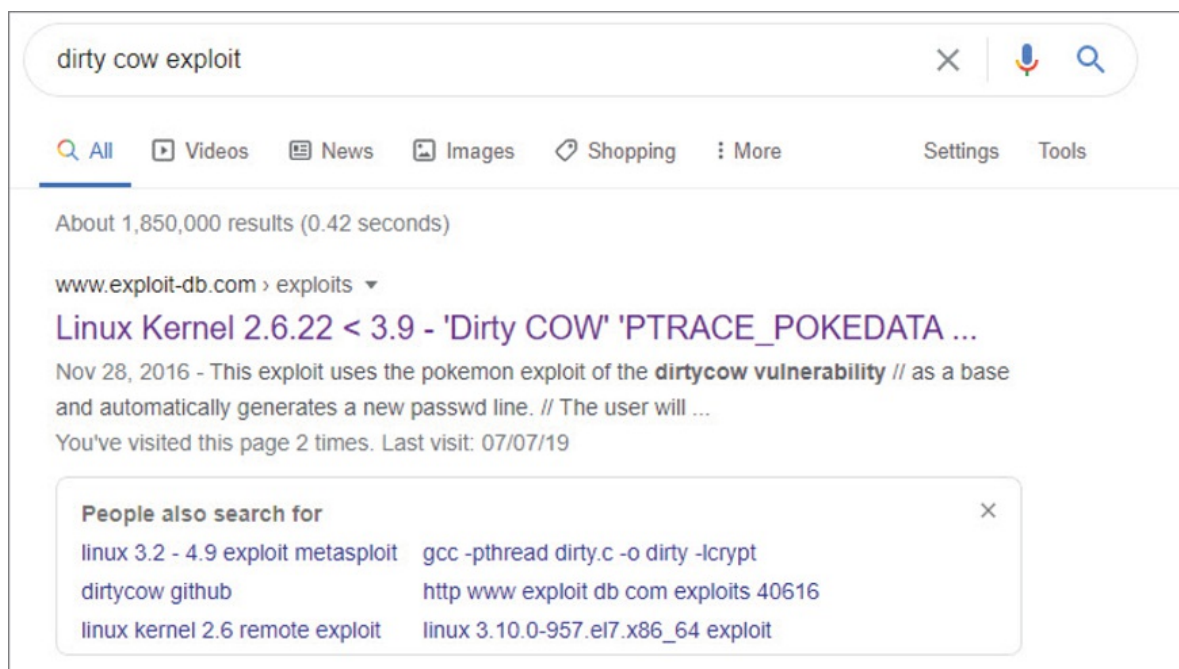 dirty cow exploit
All Videos News Images Shopping More Settings Tools
About 1,850,000 results (0.42 seconds)
www.exploit-db.com › exploits
Linux Kernel 2.6.22 < 3.9 - 'Dirty COW' 'PTRACE_POKEDATA ...
Nov 28, 2016 - This exploit uses the pokemon exploit of the dirtycow vulnerability // as a base
and automatically generates a new passwd line. // The user will ...
You've visited this page 2 times. Last visit: 07/07/19
People also search for
linux 3.2 - 4.9 exploit metasploit gcc -pthread dirty.c -o dirty -lcrypt
dirtycow github http www exploit db com exploits 40616
linux kernel 2.6 remote exploit linux 3.10.0-957.el7.x86_64 exploit